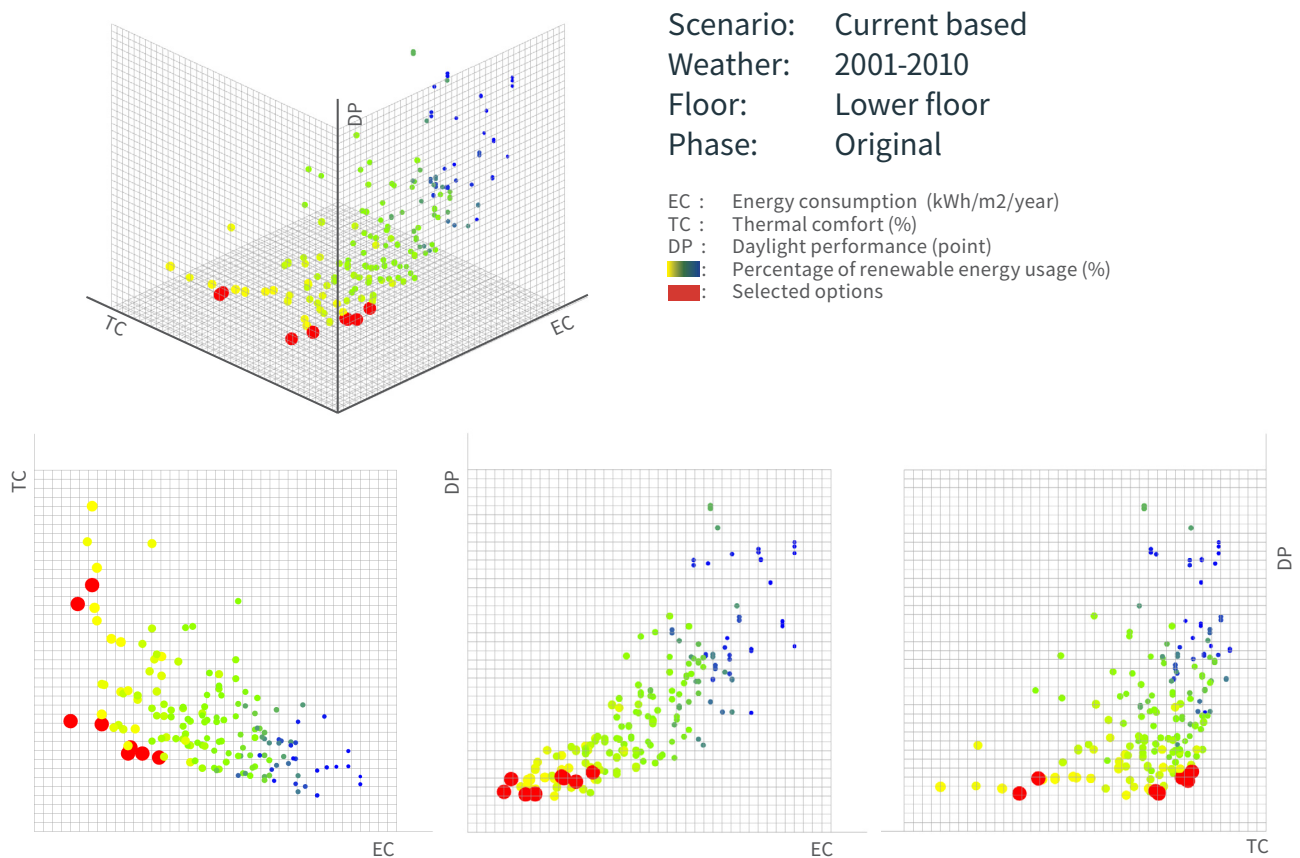 Scenario: Current based
Weather: 2001-2010
Floor: Lower floor
Phase: Original
EC : Energy consumption (kWh/m2/year)
TC : Thermal comfort (%)
DP : Daylight performance (point)
: Percentage of renewable energy usage (%)
: Selected options
DP
TC
EC
TC
EC
DP
EC
DP
TC